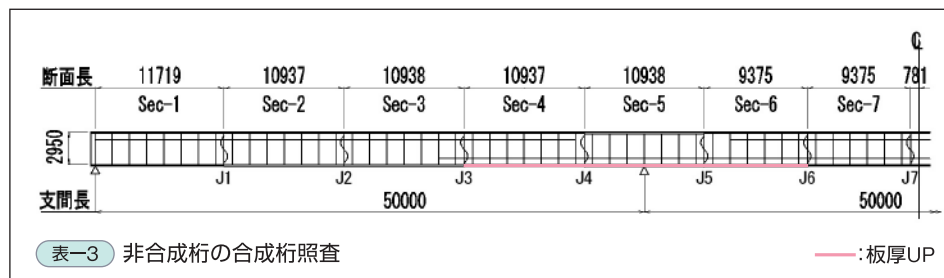 ℄
断面長 11719 10937 10938 10937 10938 9375 9375 781
Sec-1 Sec-2 Sec-3 Sec-4 Sec-5 Sec-6 Sec-7
2950
J1 J2 J3 J4 J5 J6 J7
支間長 50000 50000
表ー3 非合成桁の合成桁照査 :板厚UP